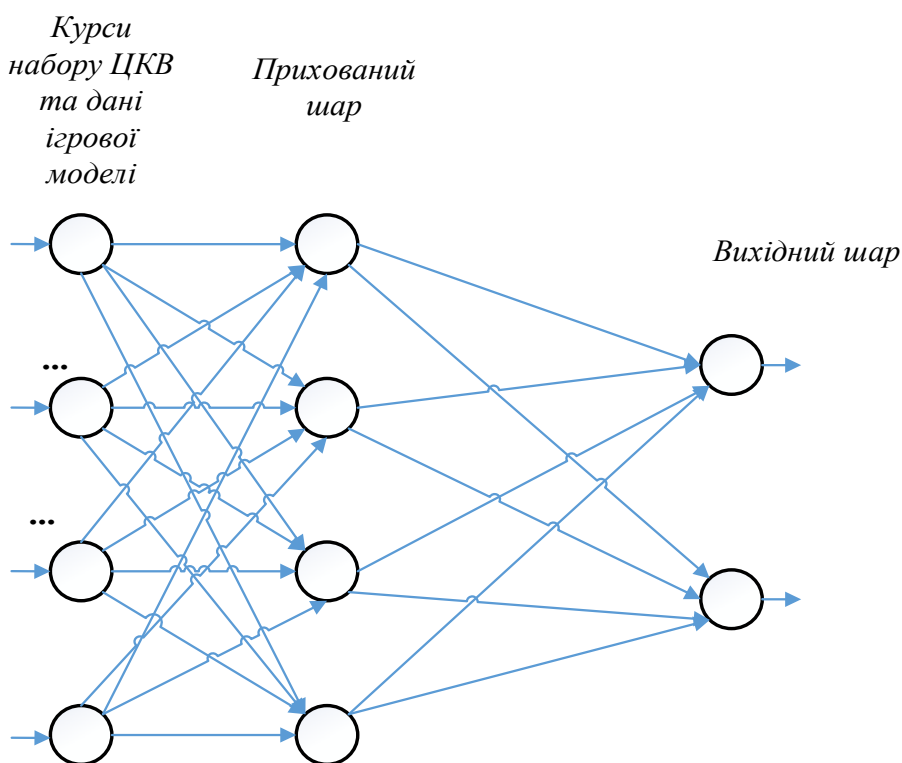 Курси
набору ЦКВ
та дані
ігрової
моделі
Прихований
шар
Вихідний шар
...
...